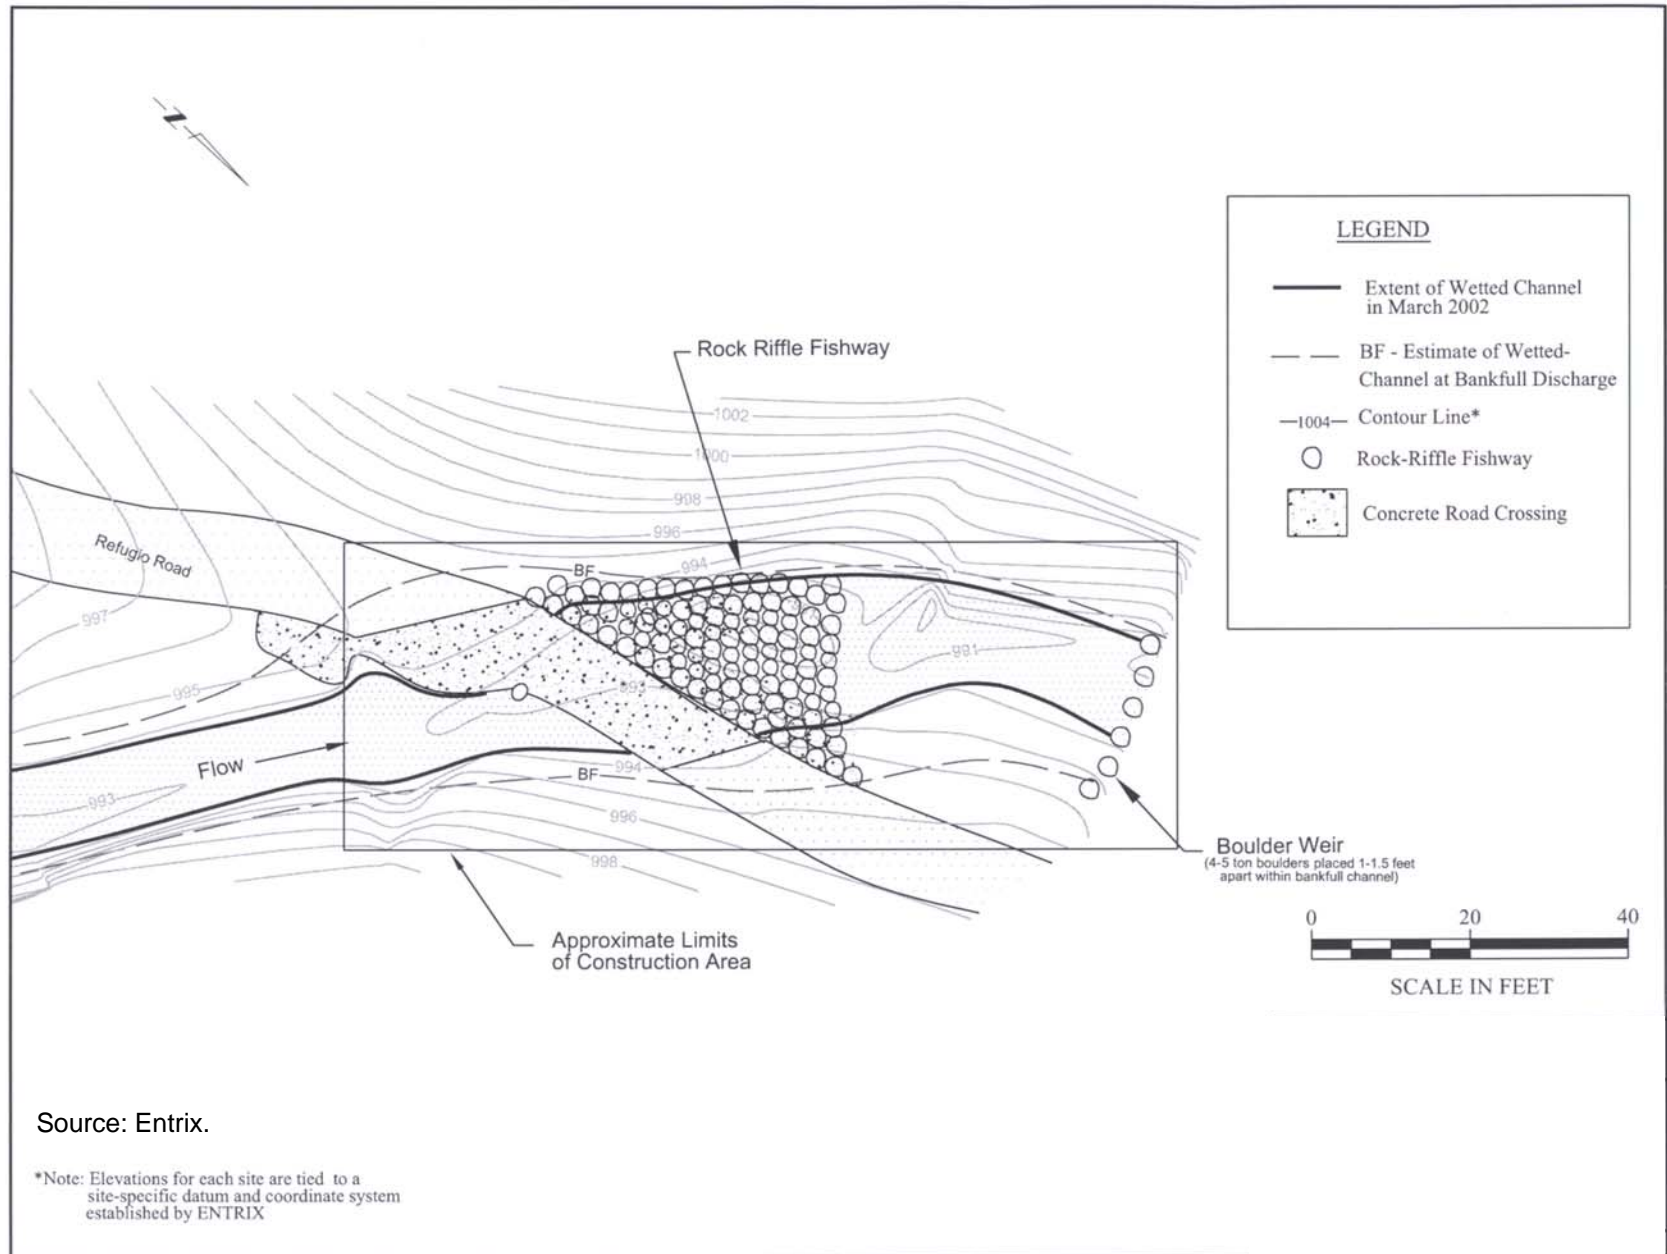 N
Rock Riffle Fishway
LEGEND
Extent of Wetted Channel
in March 2002
BF - Estimate of Wetted-
Channel at Bankfull Discharge
1004 Contour Line*
Rock-Riffle Fishway
Concrete Road Crossing
1002
1000
998
996
994
BF
Refugio Road
997
995
993
991
993
Flow
994
BF
996
998
Boulder Weir
(4-5 ton boulders placed 1-1.5 feet
apart within bankfull channel)
Approximate Limits
of Construction Area
0 20 40
SCALE IN FEET
Source: Entrix.
*Note: Elevations for each site are tied to a
site-specific datum and coordinate system
established by ENTRIX